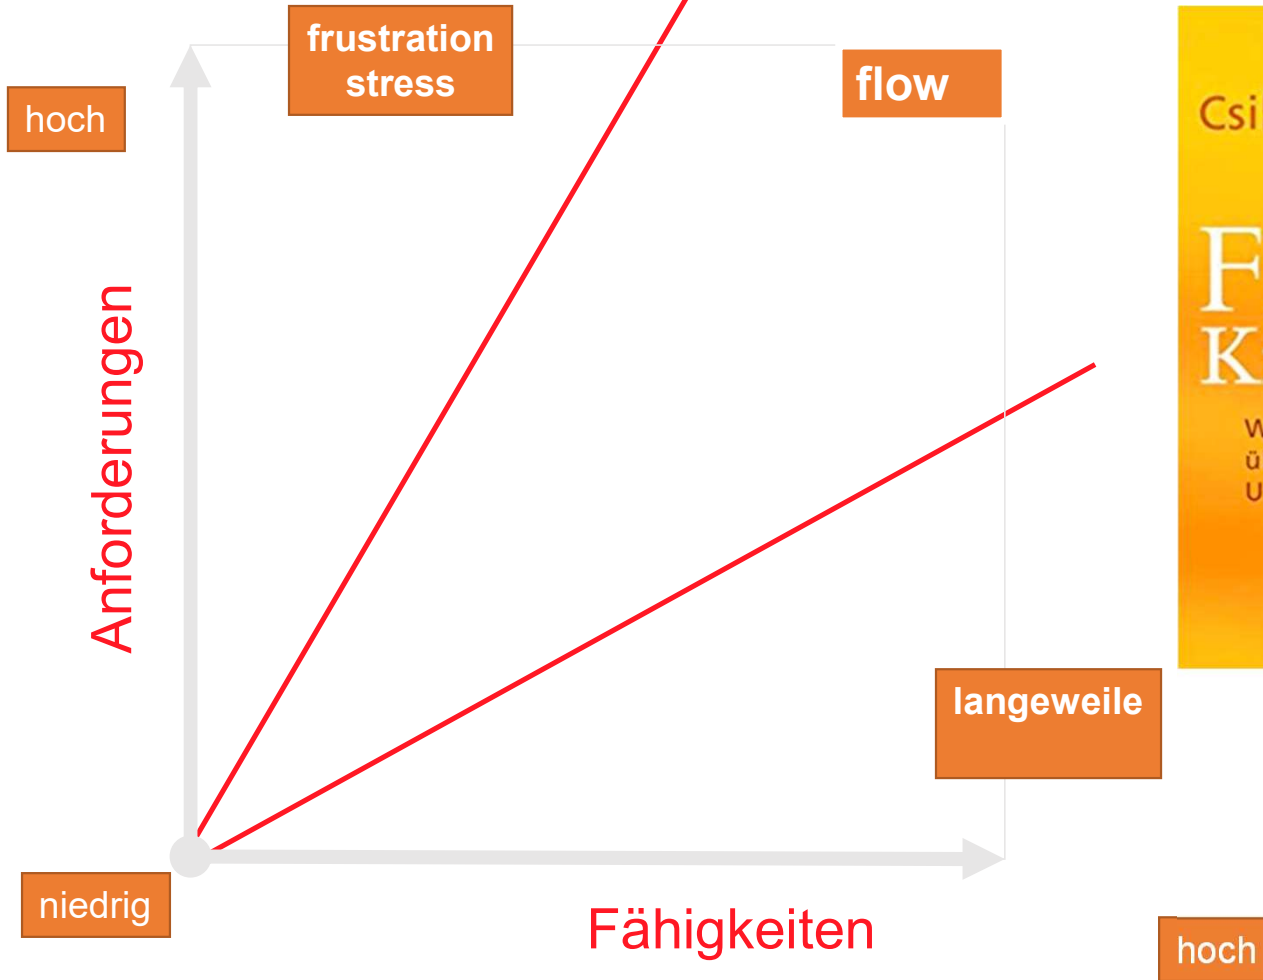 frustration
stress
flow
hoch
Csi
F
K
W
ü
U
Anforderungen
langeweile
niedrig
Fähigkeiten
hoch